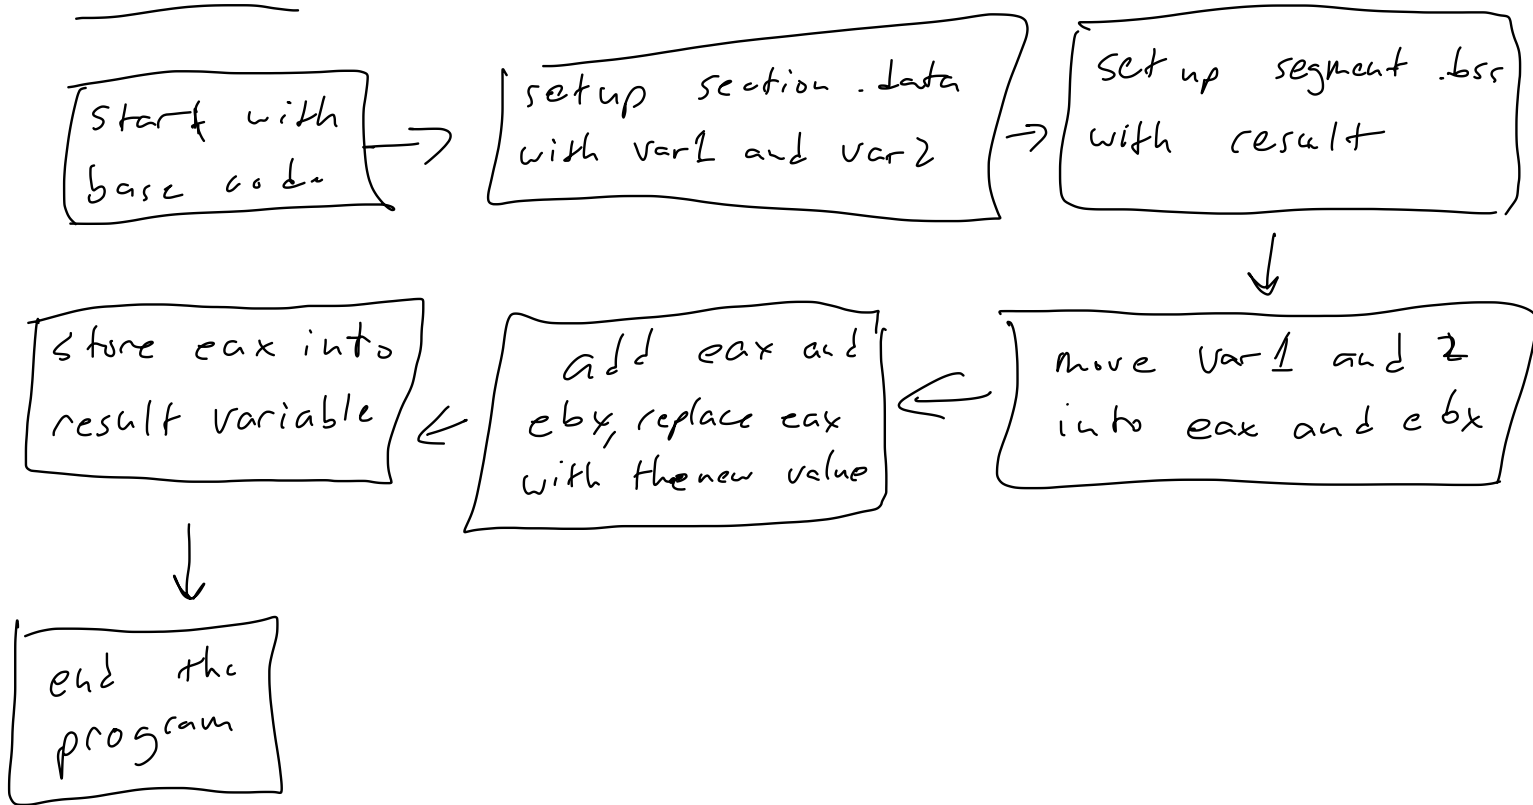 start with
base code
setup section .data
with var1 and var2
set up segment .bss
with result
move var1 and 2
into eax and ebx
add eax and
ebx, replace eax
with the new value
store eax into
result variable
end the
program